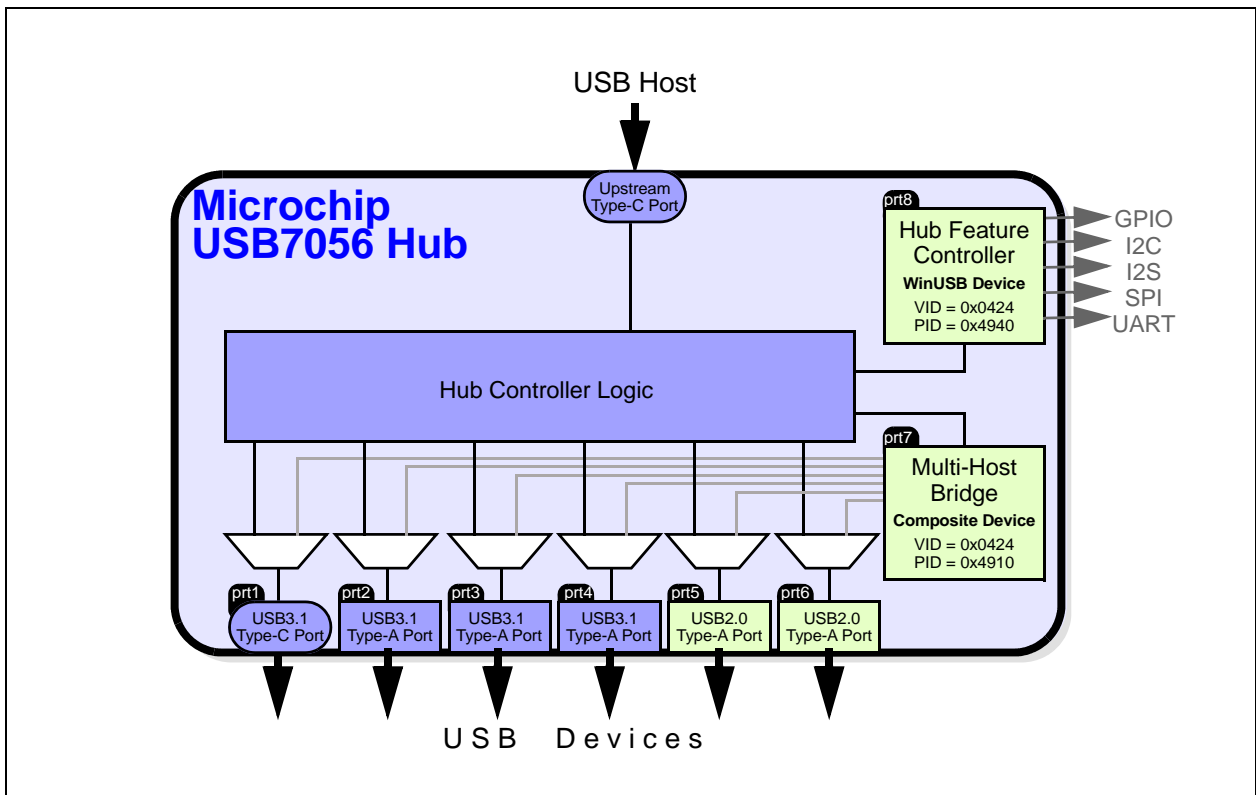 USB Host
Upstream
Type-C Port
Microchip
USB7056 Hub
prt8
Hub Feature
Controller
WinUSB Device
VID = 0x0424
PID = 0x4940
GPIO
I2C
I2S
SPI
UART
Hub Controller Logic
prt7
Multi-Host
Bridge
Composite Device
VID = 0x0424
PID = 0x4910
prt1
USB3.1
Type-C Port
prt2
USB3.1
Type-A Port
prt3
USB3.1
Type-A Port
prt4
USB3.1
Type-A Port
prt5
USB2.0
Type-A Port
prt6
USB2.0
Type-A Port
USB Devices